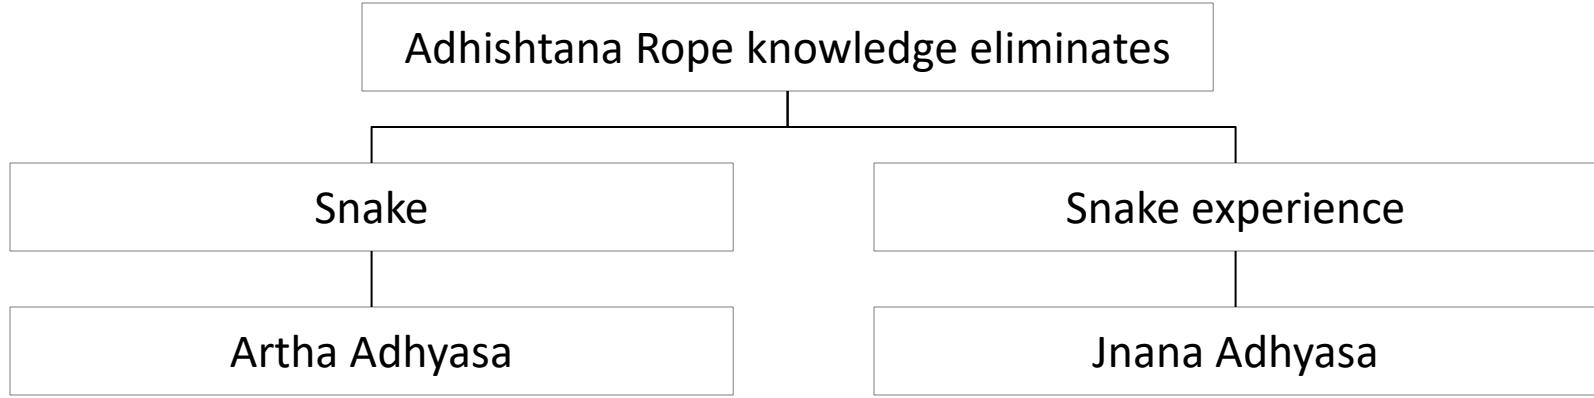 Adhishtana Rope knowledge eliminates
Snake
Snake experience
Artha Adhyasa
Jnana Adhyasa